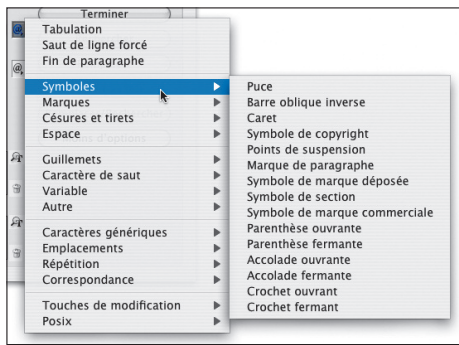 Terminer
Tabulation
Saut de ligne forcé
Fin de paragraphe
Symboles
Marques
Césures et tirets
Espace
Guillemets
Caractère de saut
Variable
Autre
Caractères génériques
Emplacements
Répétition
Correspondance
Touches de modification
Posix
Puce
Barre oblique inverse
Caret
Symbole de copyright
Points de suspension
Marque de paragraphe
Symbole de marque déposée
Symbole de section
Symbole de marque commerciale
Parenthèse ouvrante
Parenthèse fermante
Accolade ouvrante
Accolade fermante
Crochet ouvrant
Crochet fermant